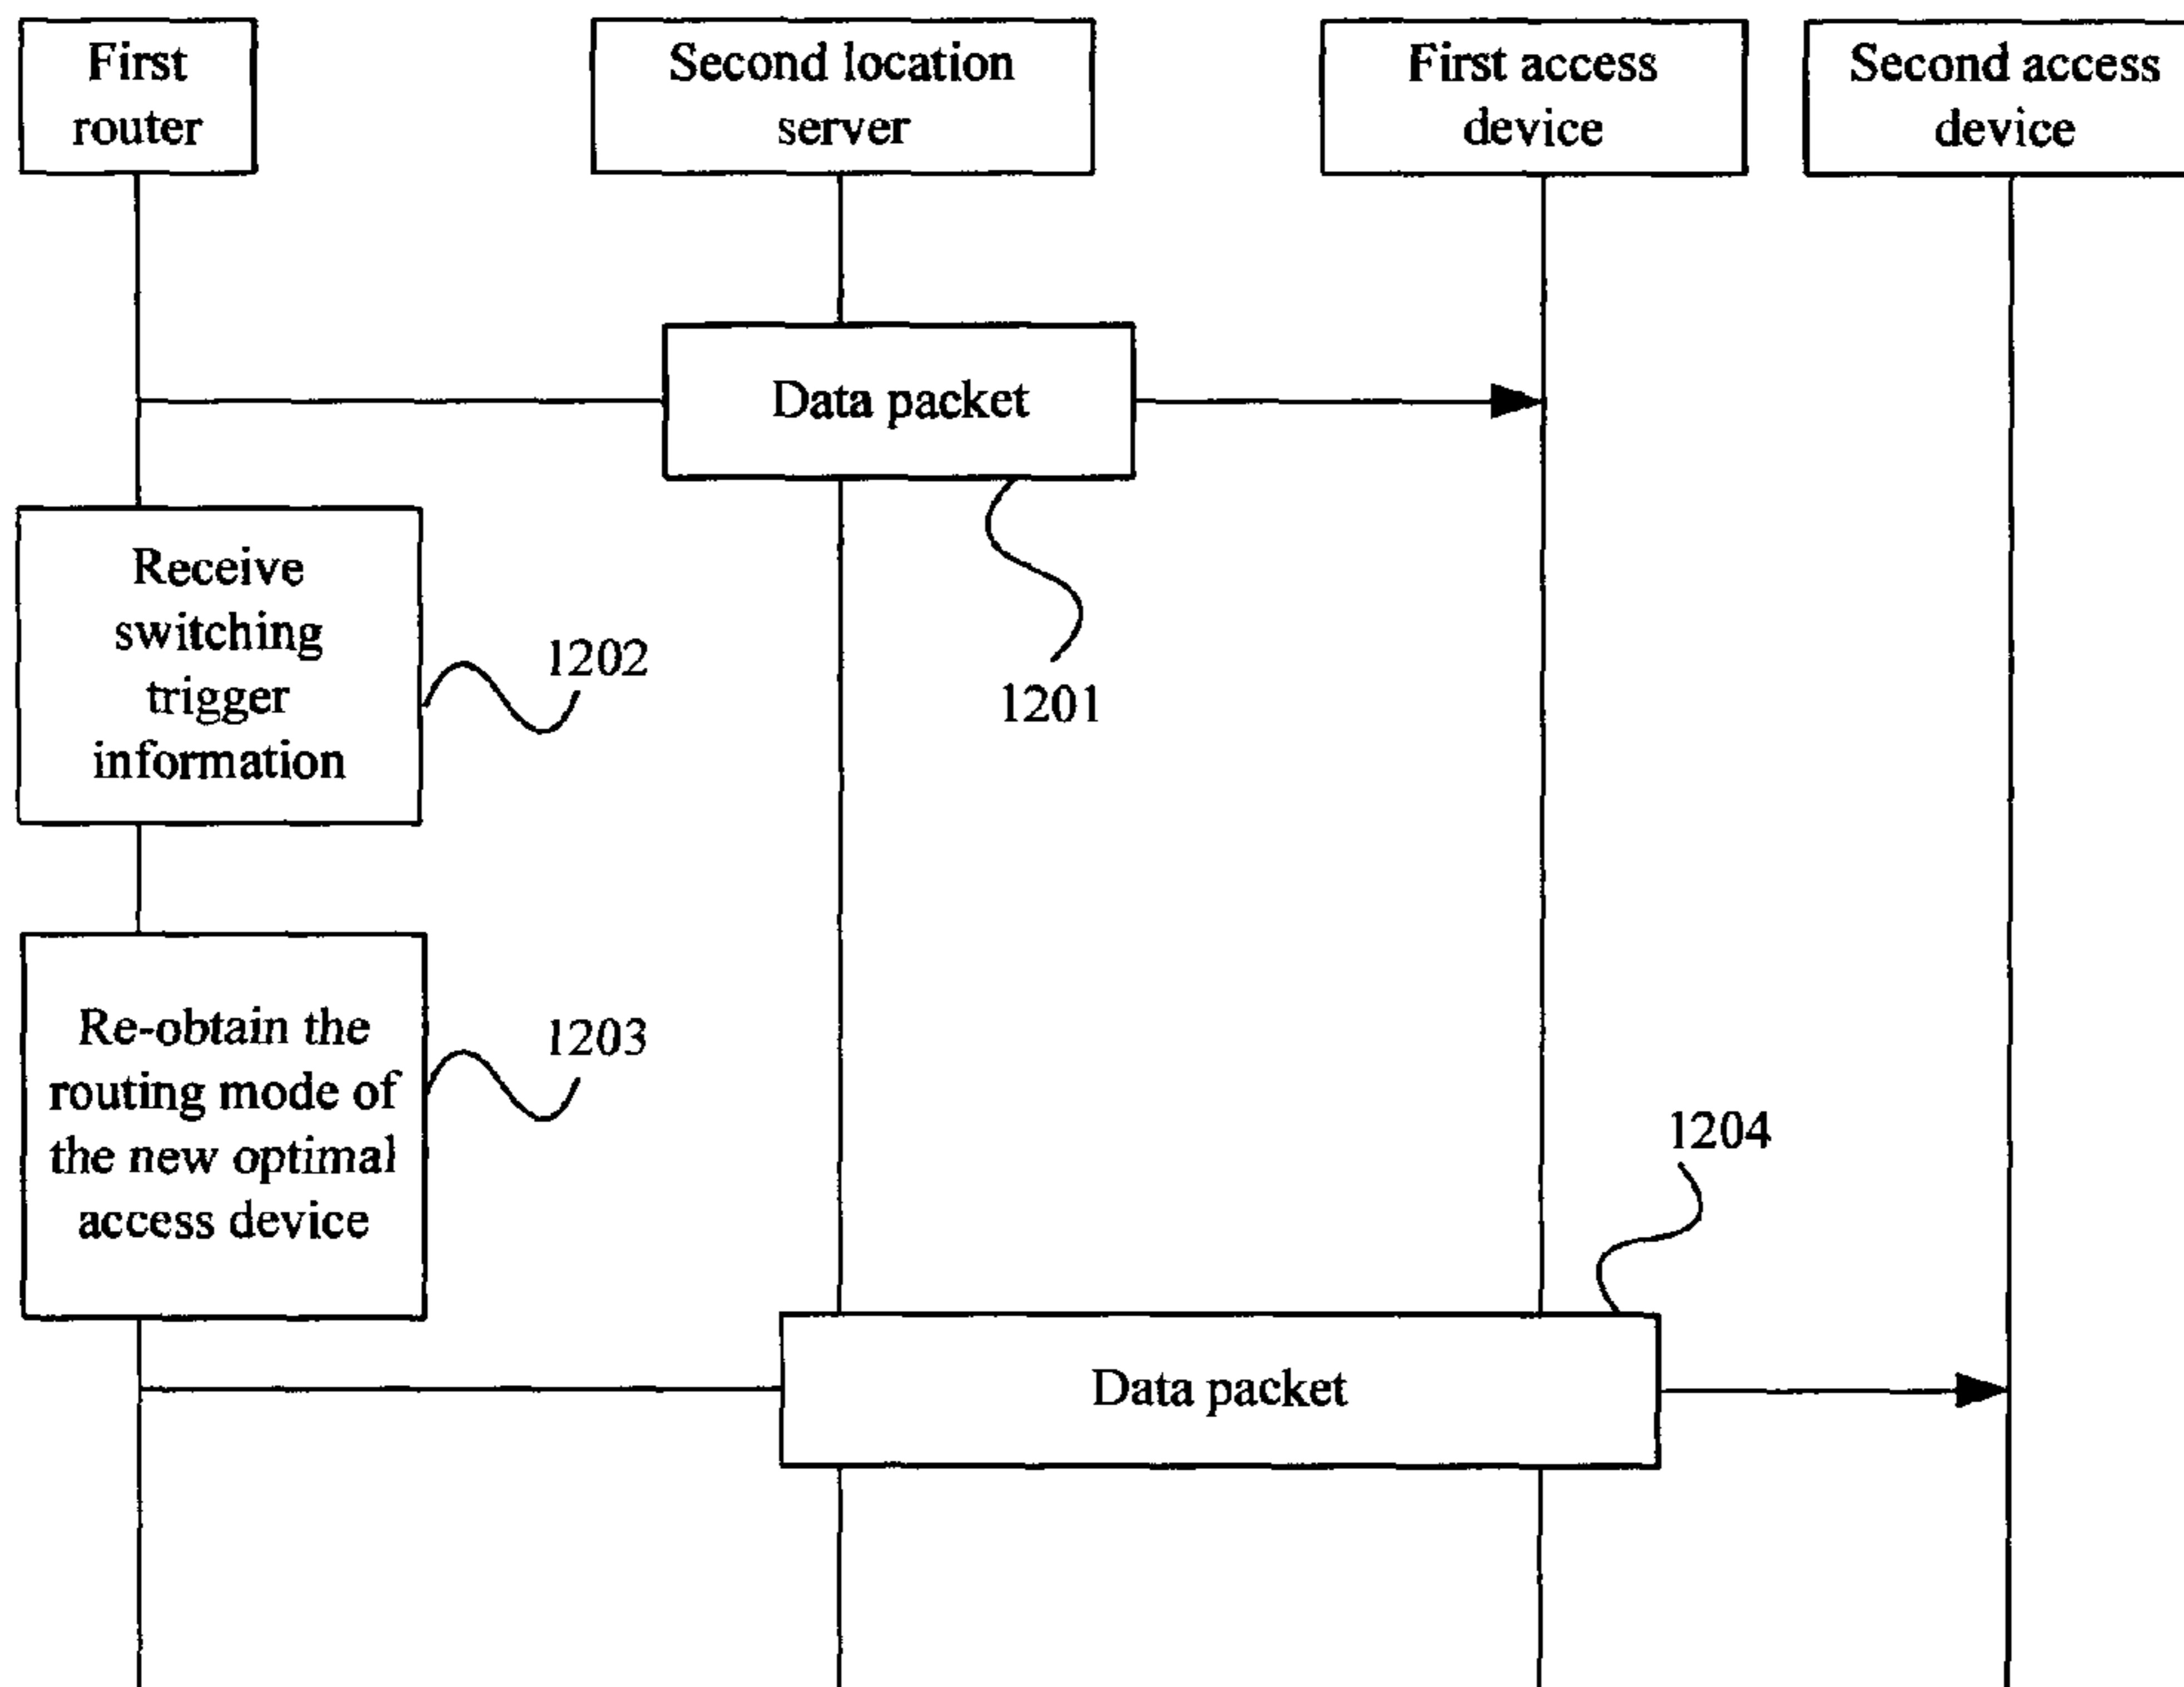 First
router
Second location
server
First access
device
Second access
device
Data packet
1201
Receive
switching
trigger
information
1202
Re-obtain the
routing mode of
the new optimal
access device
1203
1204
Data packet